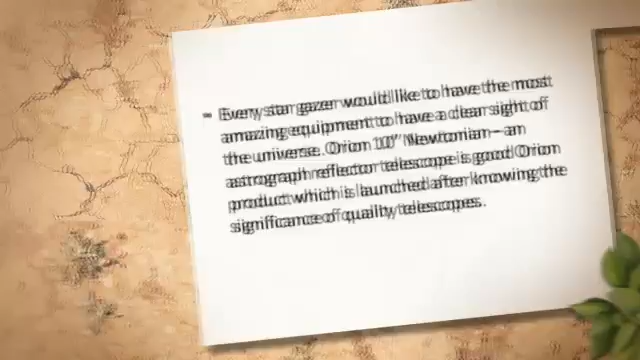 - Every star gazer would like to have the most
amazing equipment to have a clear sight of
the universe. Orion 10" Newtonian – an
astrograph reflector telescope is good Orion
product which is launched after knowing the
significance of quality telescopes.